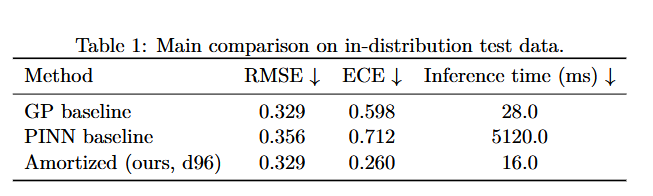 Table 1: Main comparison on in-distribution test data.
Method RMSE ↓ ECE ↓ Inference time (ms) ↓
GP baseline 0.329 0.598 28.0
PINN baseline 0.356 0.712 5120.0
Amortized (ours, d96) 0.329 0.260 16.0